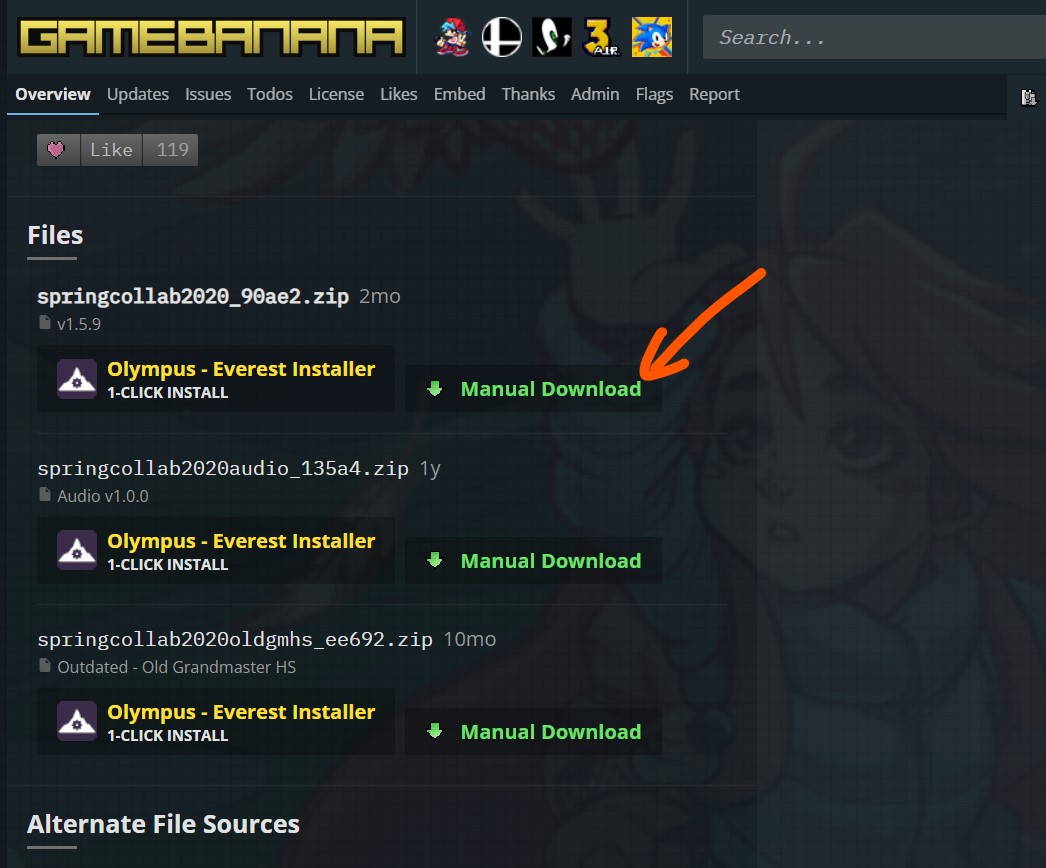 GAMEBANANA
3
AIR
Search...
Overview Updates Issues Todos License Likes Embed Thanks Admin Flags Report
Like 119
Files
springcollab2020_90ae2.zip 2mo
v1.5.9
Olympus - Everest Installer
1-CLICK INSTALL
Manual Download
springcollab2020audio_135a4.zip 1y
Audio v1.0.0
Olympus - Everest Installer
1-CLICK INSTALL
Manual Download
springcollab2020oldgmhs_ee692.zip 10mo
Outdated - Old Grandmaster HS
Olympus - Everest Installer
1-CLICK INSTALL
Manual Download
Alternate File Sources